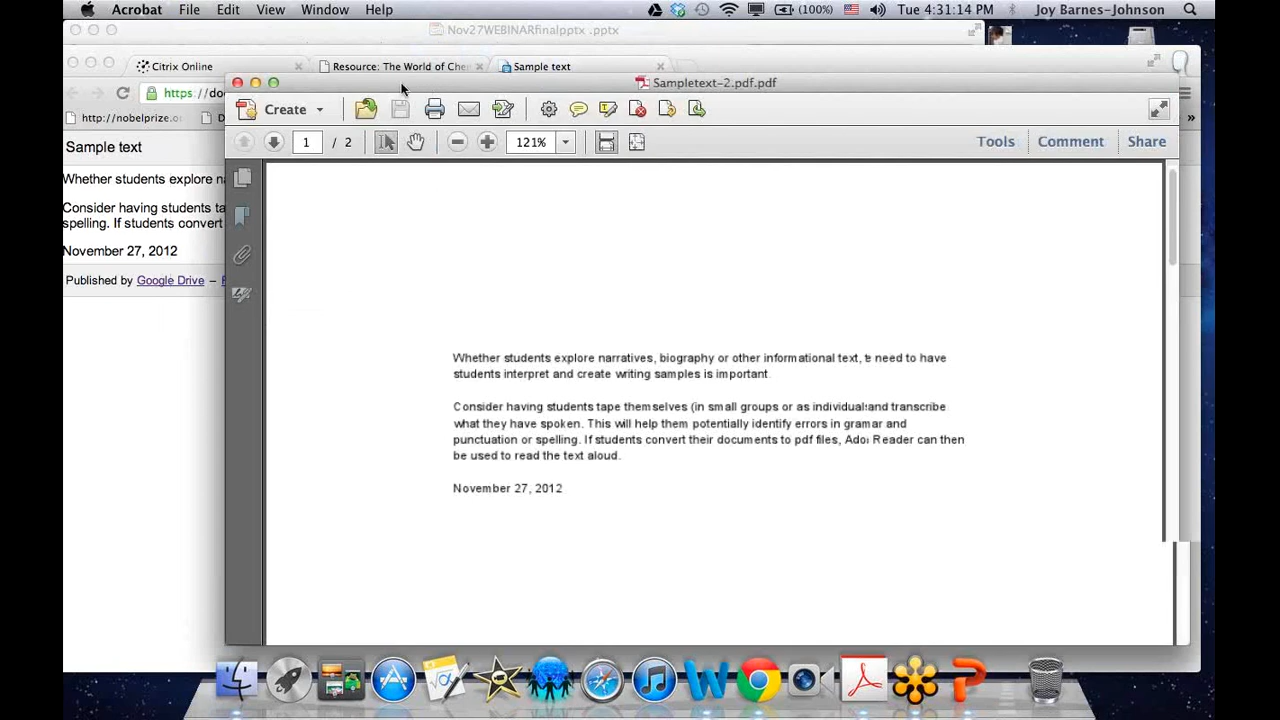 Acrobat File Edit View Window Help (100%) Tue 4:31:14 PM Joy Barnes-Johnson
Nov27WEBINARfinalpptx .pptx
Citrix Online Resource: The World of Che Sample text
Sampletext-2.pdf.pdf
https://do
Create
http://nobelprize.o D »
1 / 2 121% Tools Comment Share
Sample text
Whether students explore na
Consider having students ta
spelling. If students convert
November 27, 2012
Published by Google Drive –
Whether students explore narratives, biography or other informational text, need to have
students interpret and create writing samples is important.
Consider having students tape themselves (in small groups or as individuals and transcribe
what they have spoken. This will help them potentially identify errors in gramar and
punctuation or spelling. If students convert their documents to pdf files, Ado Reader can then
be used to read the text aloud.
November 27, 2012